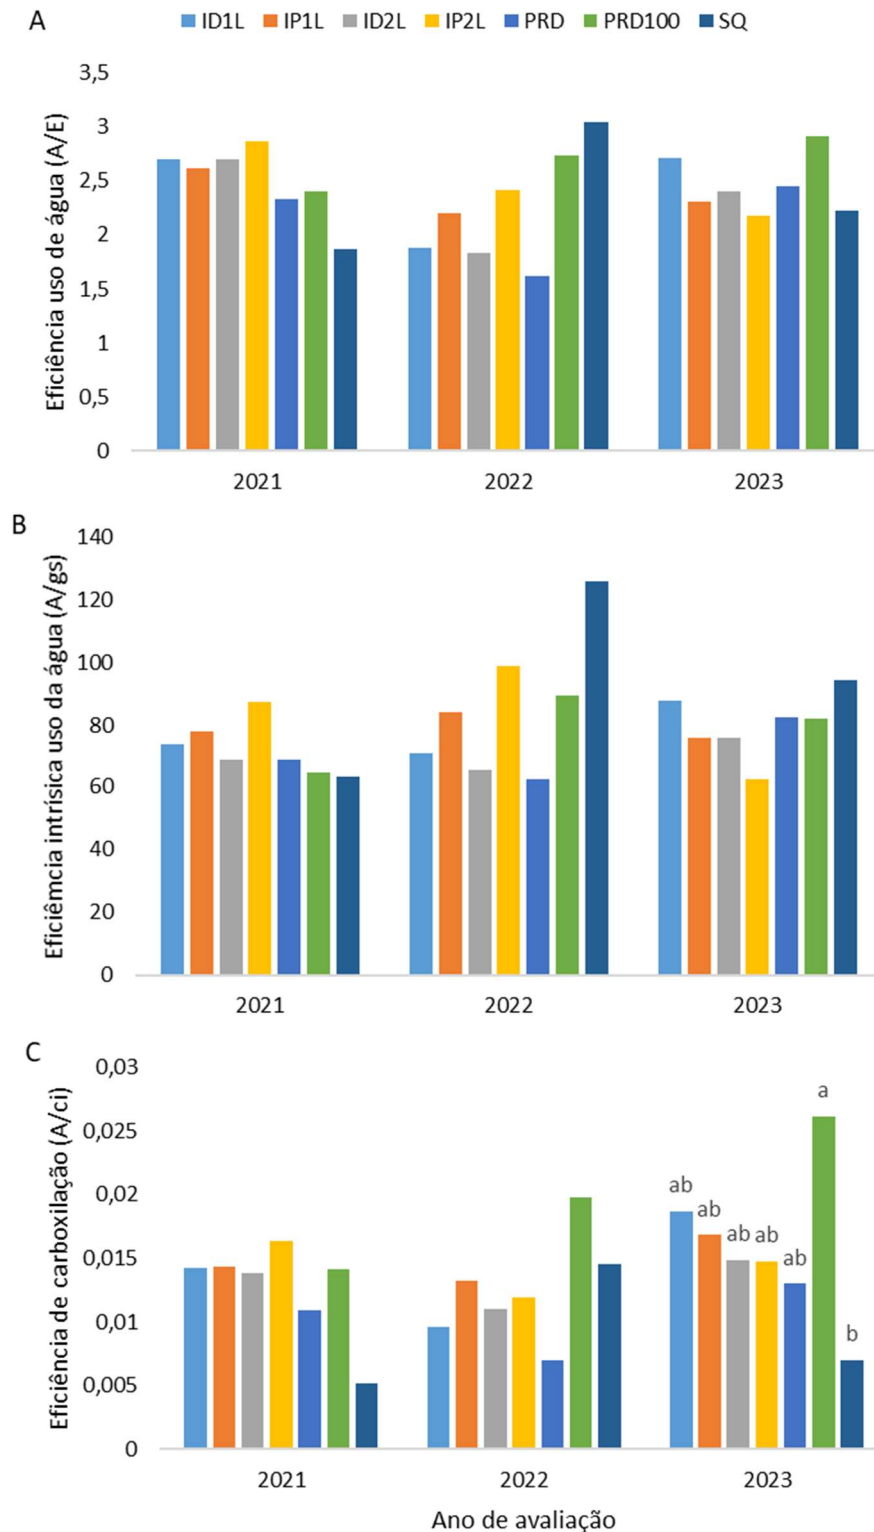 A
ID1L IP1L ID2L IP2L PRD PRD100 SQ
Eficiência uso de água (A/E)
3,5
3
2,5
2
1,5
1
0,5
0
2021 2022 2023
B
Eficiêmcia intrísica uso da água (A/gs)
140
120
100
80
60
40
20
0
2021 2022 2023
C
Eficiência de carboxilação (A/ci)
0,03
0,025
0,02
0,015
0,01
0,005
0
a
ab
ab
ab ab
ab
b
2021 2022 2023
Ano de avaliação